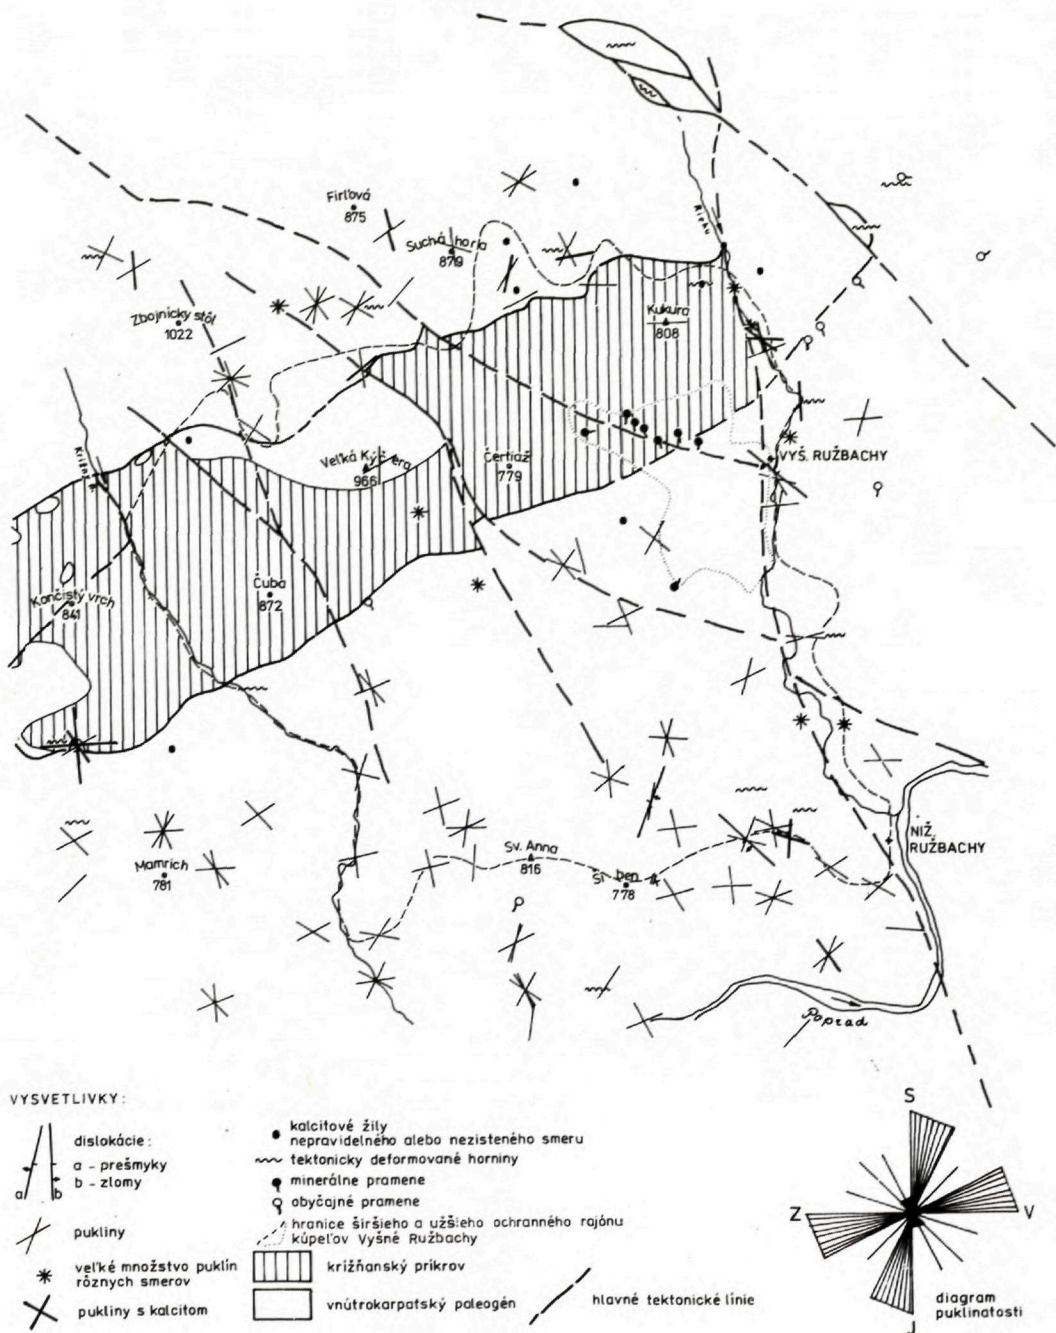 Firľová
875
Suchá horka
879
Rieku
Zbojnícky stôl
1022
Kukura
808
Veľká Kýčera
966
Čertiaž
779
VYŠ. RUŽBACHY
Končistý vrch
841
Čuba
872
Mamrich
781
Sv. Anna
816
778
NIŽ.
RUŽBACHY
Poprad
VYSVETLIVKY:
dislokácie:
a - prešmyky
b - zlomy
a b
pukliny
veľké množstvo puklín
rôznych smerov
pukliny s kalcitom
kalcitové žily
nepravidelného alebo nezisteného smeru
tektonicky deformované horniny
minerálne pramene
obyčajné pramene
hranice širšieho a užšieho ochranného rajónu
kúpeľov Vyšné Ružbachy
krížňanský príkrov
vnútrokarpatský paleogén
hlavné tektonické línie
S
Z
V
J
diagram
puklinatosti